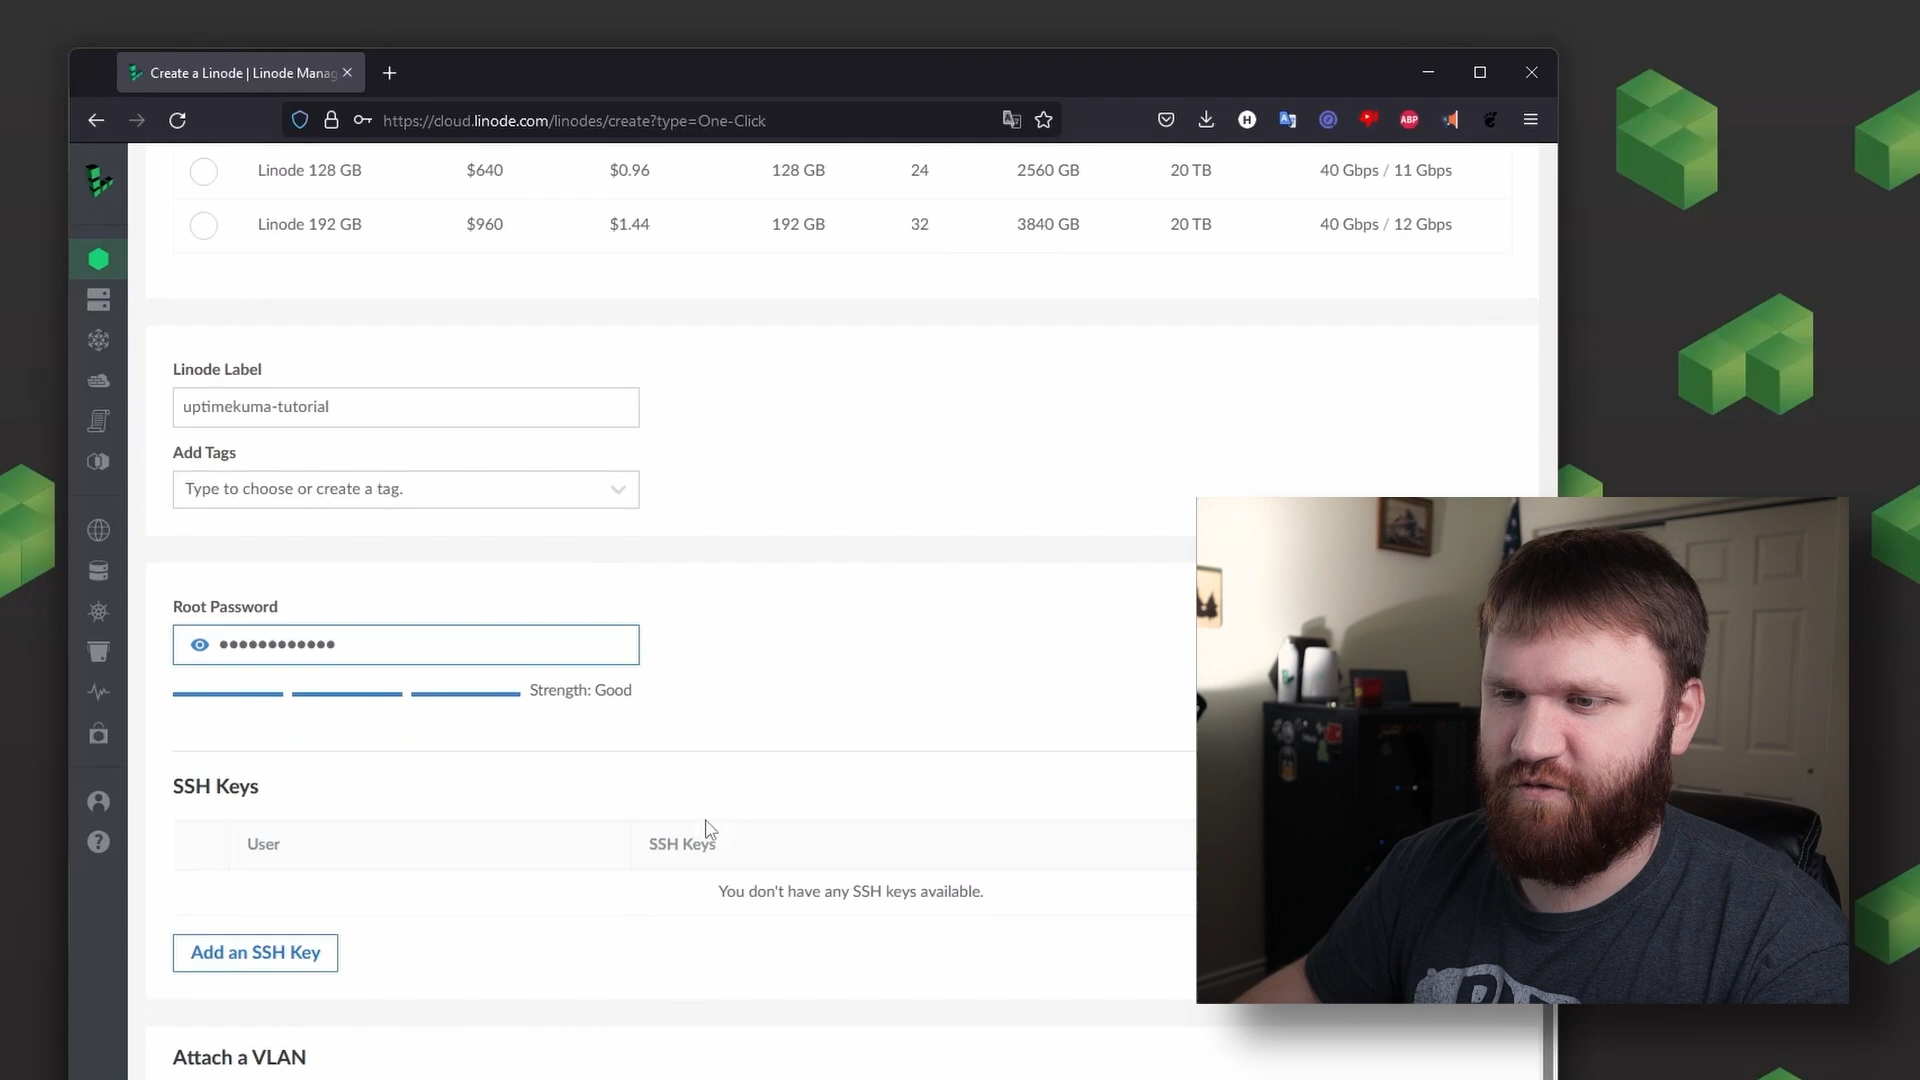 Create a Linode | Linode Manag
https://cloud.linode.com/linodes/create?type=One-Click
ABP
Linode 128 GB $640 $0.96 128 GB 24 2560 GB 20 TB 40 Gbps / 11 Gbps
Linode 192 GB $960 $1.44 192 GB 32 3840 GB 20 TB 40 Gbps / 12 Gbps
Linode Label
uptimekuma-tutorial
Add Tags
Type to choose or create a tag.
Root Password
••••••••••••
Strength: Good
SSH Keys
User SSH Keys
You don't have any SSH keys available.
Add an SSH Key
Attach a VLAN